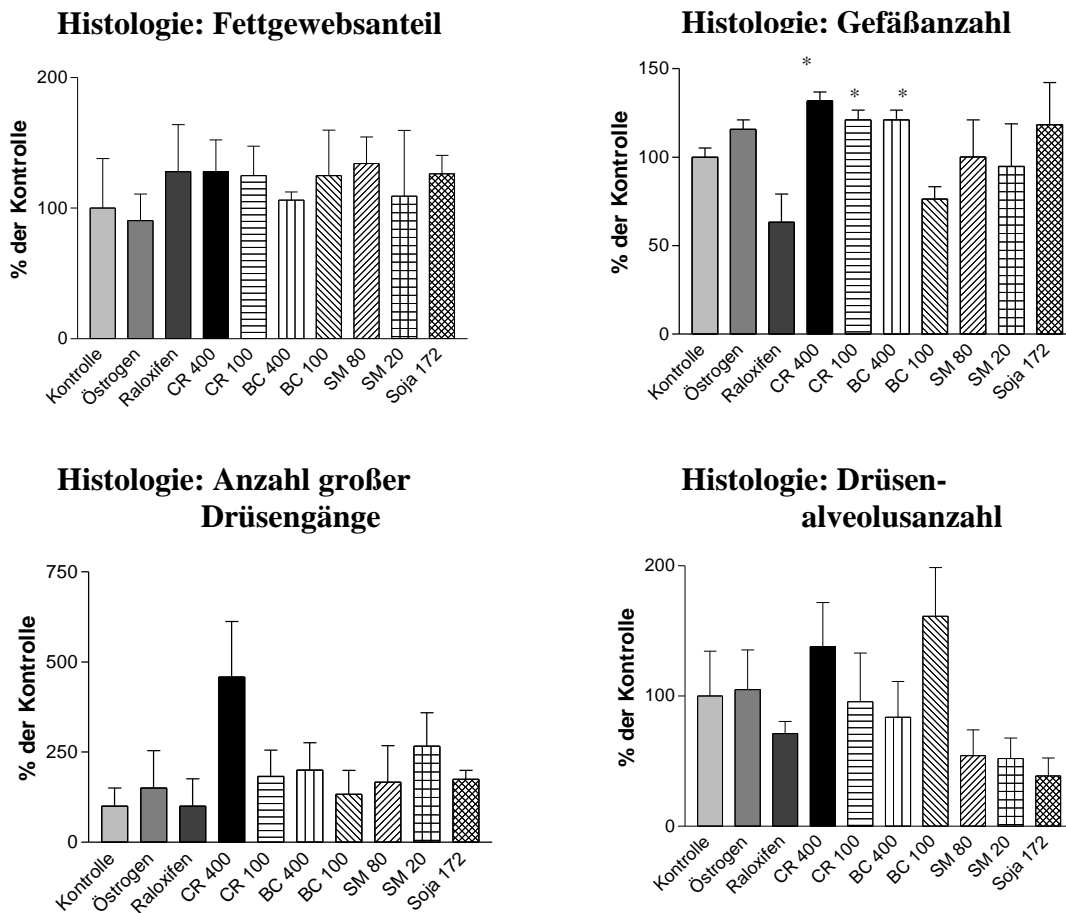 Histologie: Fettgewebsanteil
200
100
0
% der Kontrolle
Kontrolle
Östrogen
Raloxifen
CR 400
CR 100
BC 400
BC 100
SM 80
SM 20
Soja 172
Histologie: Gefäßanzahl
150
100
50
0
% der Kontrolle
*
*
*
Kontrolle
Östrogen
Raloxifen
CR 400
CR 100
BC 400
BC 100
SM 80
SM 20
Soja 172
Histologie: Anzahl großer
Drüsengänge
750
500
250
0
% der Kontrolle
Kontrolle
Östrogen
Raloxifen
CR 400
CR 100
BC 400
BC 100
SM 80
SM 20
Soja 172
Histologie: Drüsen-
alveolusanzahl
200
100
0
% der Kontrolle
Kontrolle
Östrogen
Raloxifen
CR 400
CR 100
BC 400
BC 100
SM 80
SM 20
Soja 172